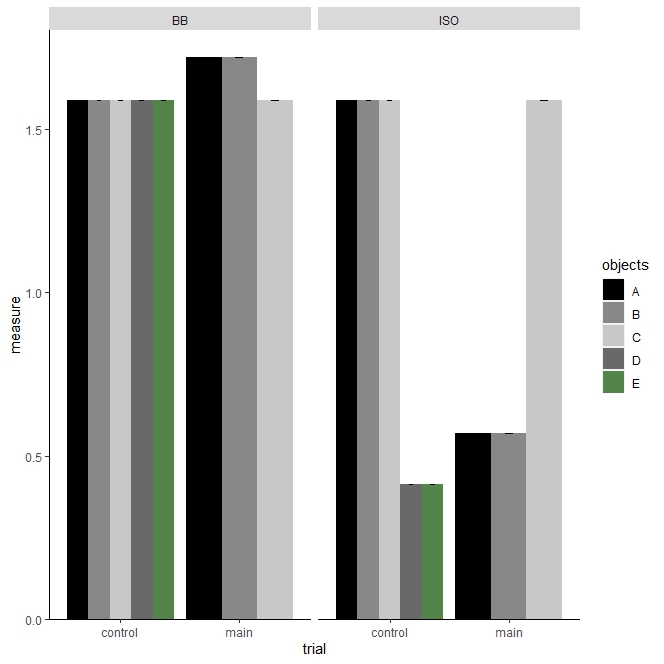 BB
ISO
measure
1.5
1.0
0.5
0.0
control
main
control
main
trial
objects
A
B
C
D
E